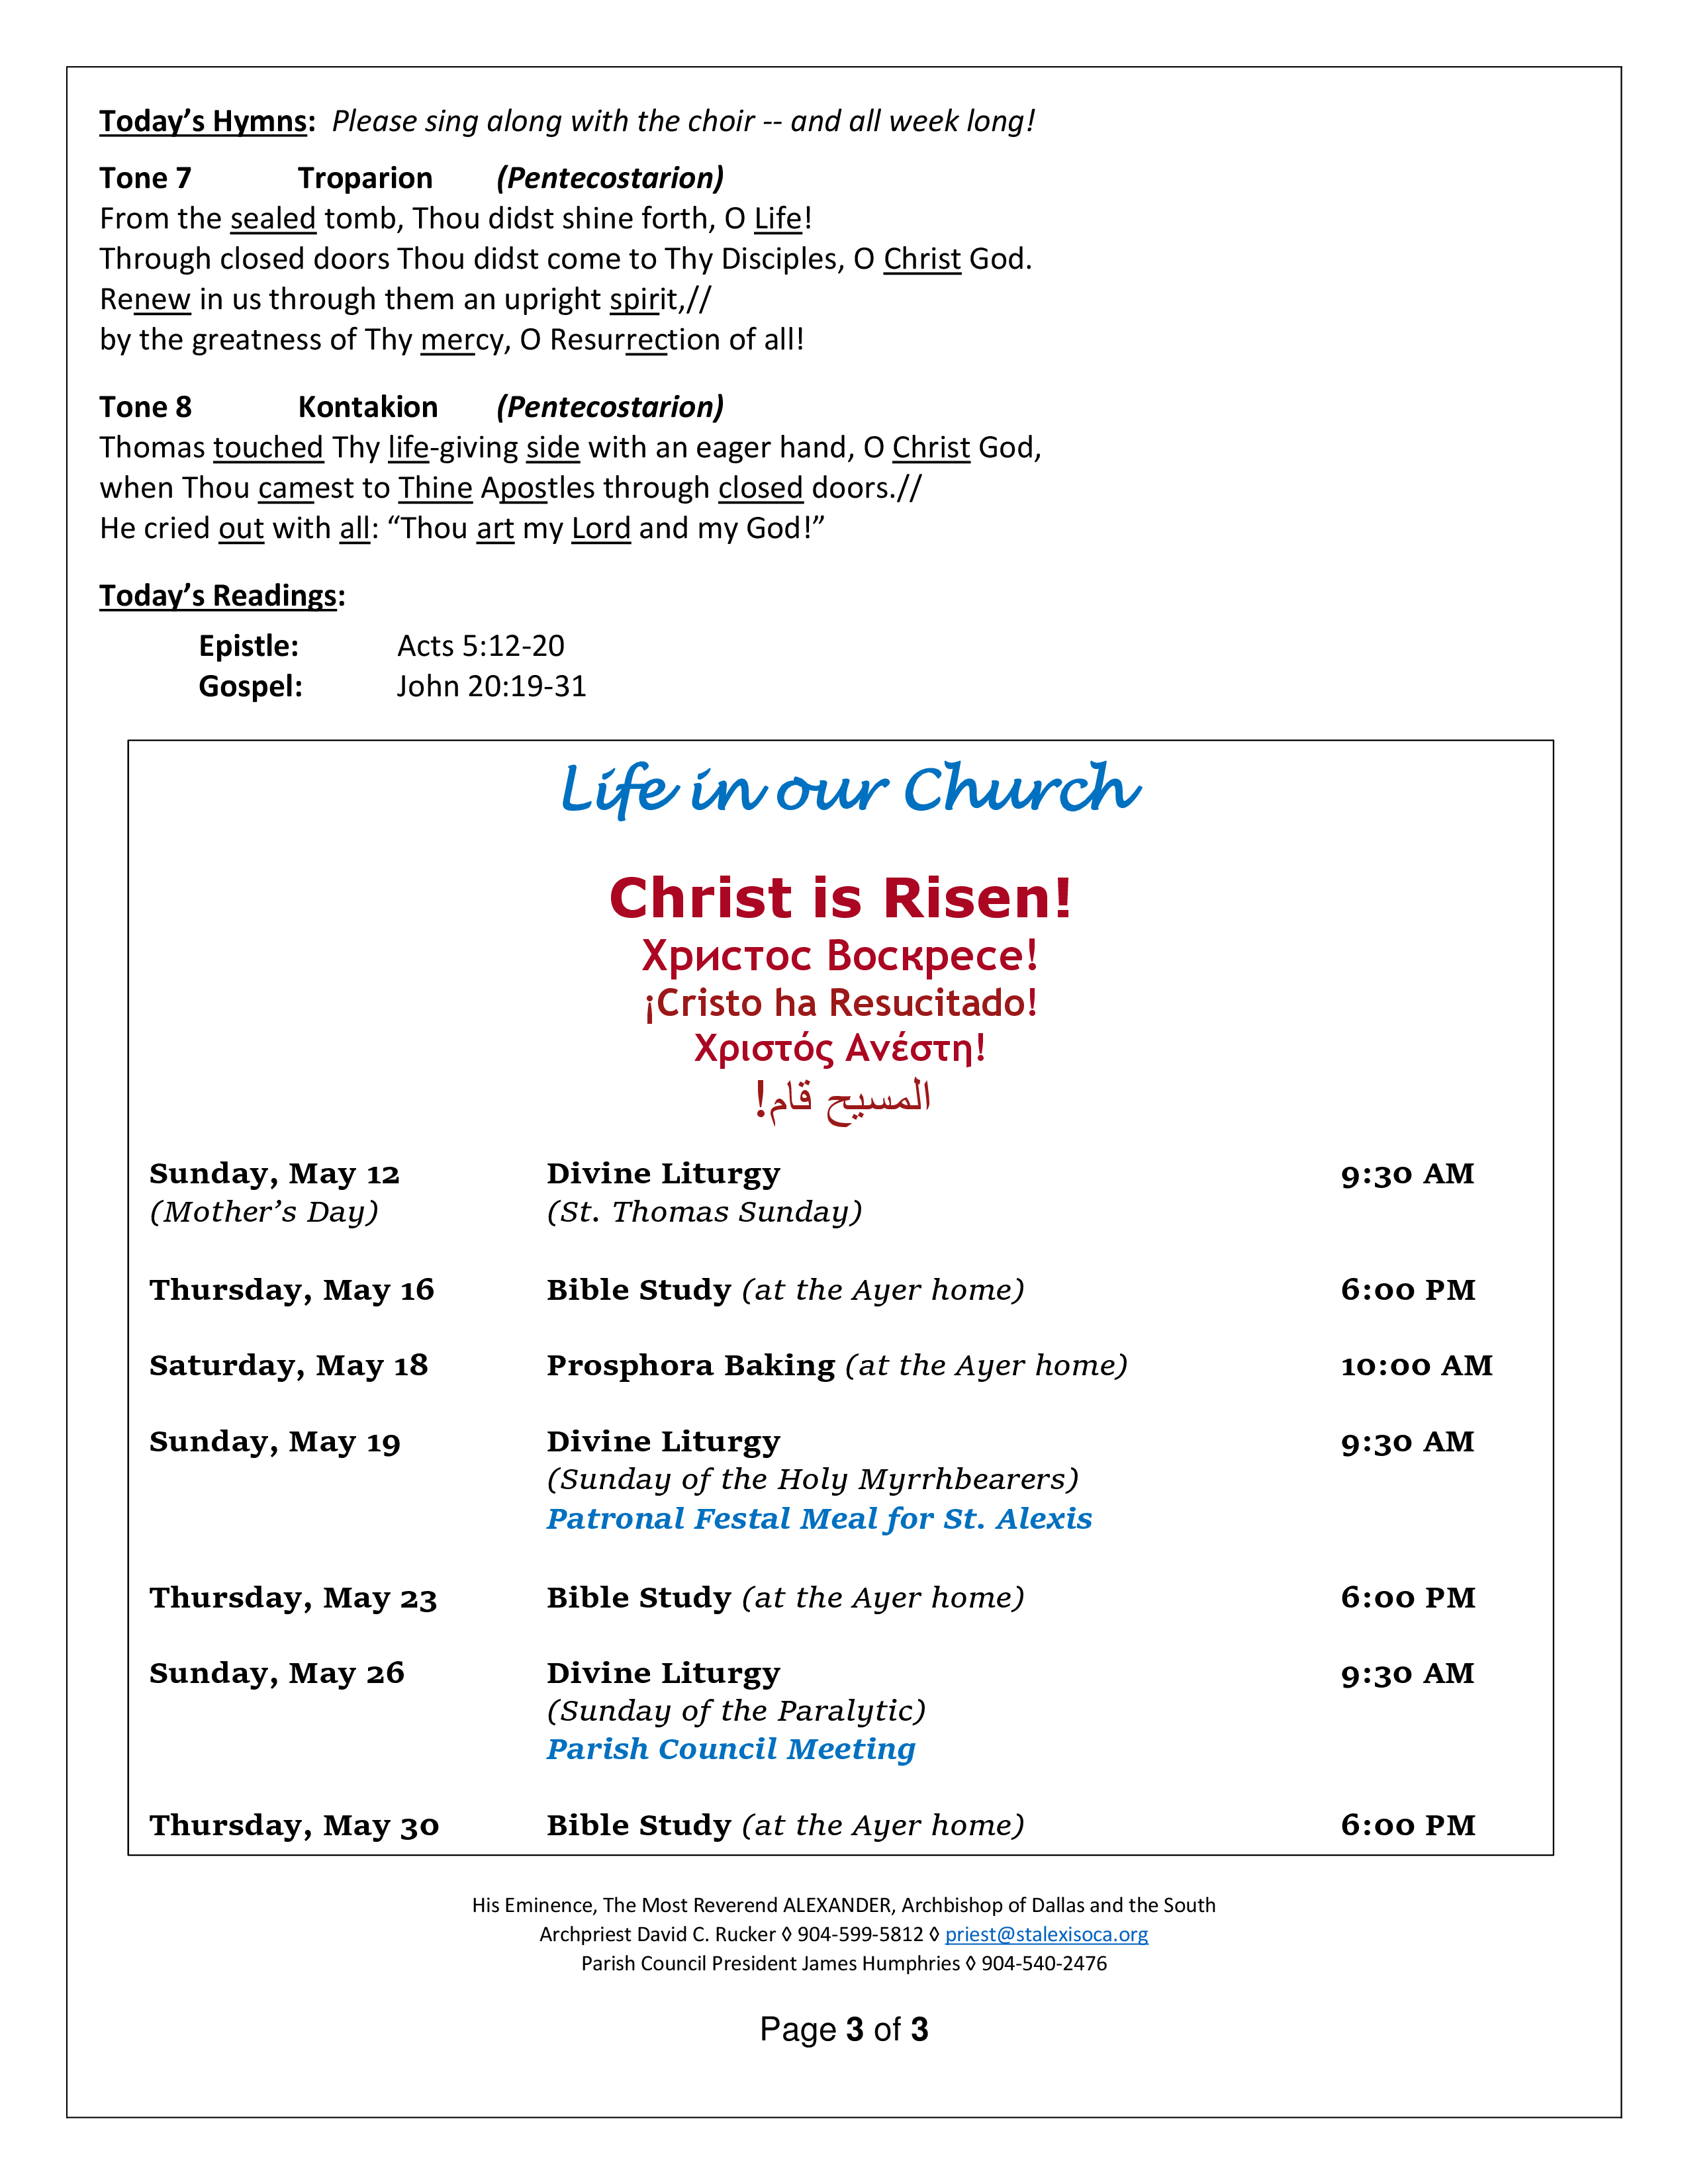 Today’s Hymns: Please sing along with the choir -- and all week long!
Tone 7 Troparion (Pentecostarion)
From the sealed tomb, Thou didst shine forth, O Life!
Through closed doors Thou didst come to Thy Disciples, O Christ God.
Renew in us through them an upright spirit,//
by the greatness of Thy mercy, O Resurrection of all!
Tone 8 Kontakion (Pentecostarion)
Thomas touched Thy life-giving side with an eager hand, O Christ God,
when Thou camest to Thine Apostles through closed doors.//
He cried out with all: “Thou art my Lord and my God!”
Today’s Readings:
Epistle: Acts 5:12-20
Gospel: John 20:19-31
Life in our Church
Christ is Risen!
Христос Воскресе!
¡Cristo ha Resucitado!
Χριστός Ανέστη!
المسيح قام!
Sunday, May 12 Divine Liturgy 9:30 AM
(Mother’s Day) (St. Thomas Sunday)
Thursday, May 16 Bible Study (at the Ayer home) 6:00 PM
Saturday, May 18 Prosphora Baking (at the Ayer home) 10:00 AM
Sunday, May 19 Divine Liturgy 9:30 AM
(Sunday of the Holy Myrrhbearers)
Patronal Festal Meal for St. Alexis
Thursday, May 23 Bible Study (at the Ayer home) 6:00 PM
Sunday, May 26 Divine Liturgy 9:30 AM
(Sunday of the Paralytic)
Parish Council Meeting
Thursday, May 30 Bible Study (at the Ayer home) 6:00 PM
His Eminence, The Most Reverend ALEXANDER, Archbishop of Dallas and the South
Archpriest David C. Rucker ◊ 904-599-5812 ◊ priest@stalexisoca.org
Parish Council President James Humphries ◊ 904-540-2476
Page 3 of 3